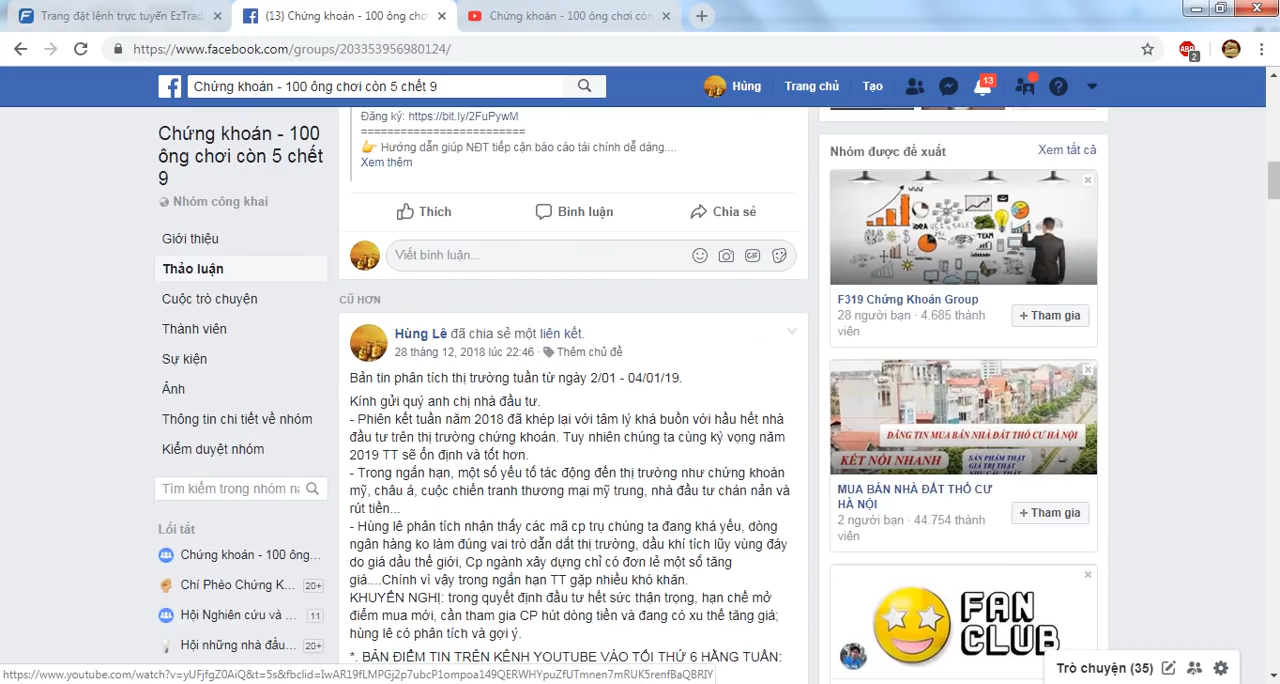 Trang đặt lệnh trực tuyến EzTrad
(13) Chứng khoán - 100 ông chơi
Chứng khoán - 100 ông chơi còn 5
https://www.facebook.com/groups/203353956980124/
ABP
2
Chứng khoán - 100 ông chơi còn 5 chết 9
Hùng
Trang chủ
Tạo
13
Chứng khoán - 100
ông chơi còn 5 chết
9
Nhóm công khai
Giới thiệu
Thảo luận
Cuộc trò chuyện
Thành viên
Sự kiện
Ảnh
Thông tin chi tiết về nhóm
Kiểm duyệt nhóm
Tìm kiếm trong nhóm nà
Lối tắt
Chứng khoán - 100 ông...
Chí Phèo Chứng K... 20+
Hội Nghiên cứu và ... 11
Hội những nhà đầu... 20+
Đăng ký: https://bit.ly/2FuPywM
========================
Hướng dẫn giúp NĐT tiếp cận báo cáo tài chính dễ dàng....
Xem thêm
Thích
Bình luận
Chia sẻ
Viết bình luận...
GIF
CŨ HƠN
Hùng Lê đã chia sẻ một liên kết.
28 tháng 12, 2018 lúc 22:46 · Thêm chủ đề
Bản tin phân tích thị trường tuần từ ngày 2/01 - 04/01/19.
Kính gửi quý anh chị nhà đầu tư.
- Phiên kết tuần năm 2018 đã khép lại với tâm lý khá buồn với hầu hết nhà
đầu tư trên thị trường chứng khoán. Tuy nhiên chúng ta cùng kỳ vọng năm
2019 TT sẽ ổn định và tốt hơn.
- Trong ngắn hạn, một số yếu tố tác động đến thị trường như chứng khoán
mỹ, châu á, cuộc chiến tranh thương mại mỹ trung, nhà đầu tư chán nản và
rút tiền...
- Hùng lê phân tích nhận thấy các mã cp trụ chúng ta đang khá yếu, dòng
ngân hàng ko làm đúng vai trò dẫn dắt thị trường, dầu khí tích lũy vùng đáy
do giá dầu thế giới, Cp ngành xây dựng chỉ có đơn lẻ một số tăng
giá....chính vì vậy trong ngắn hạn TT gặp nhiều khó khăn.
KHUYẾN NGHỊ: trong quyết định đầu tư hết sức thận trọng, hạn chế mở
điểm mua mới, cần tham gia CP hút dòng tiền và đang có xu thế tăng giá;
hùng lê có phân tích và gợi ý.
*. BẢN ĐIỂM TIN TRÊN KÊNH YOUTUBE VÀO TỐI THỨ 6 HẰNG TUẦN:
Nhóm được đề xuất
Xem tất cả
IDEA
TEAM
F319 Chứng Khoán Group
28 người bạn · 4.685 thành
viên
+ Tham gia
ĐĂNG TIN MUA BÁN NHÀ ĐẤT THỔ CƯ HÀ NỘI
KẾT NỐI NHANH
SẢN PHẨM THẬT
GIÁ TRỊ THẬT
MUA BÁN NHÀ ĐẤT THỔ CƯ
HÀ NỘI
2 người bạn · 44.754 thành
viên
+ Tham gia
FAN
CLUB
Trò chuyện (35)